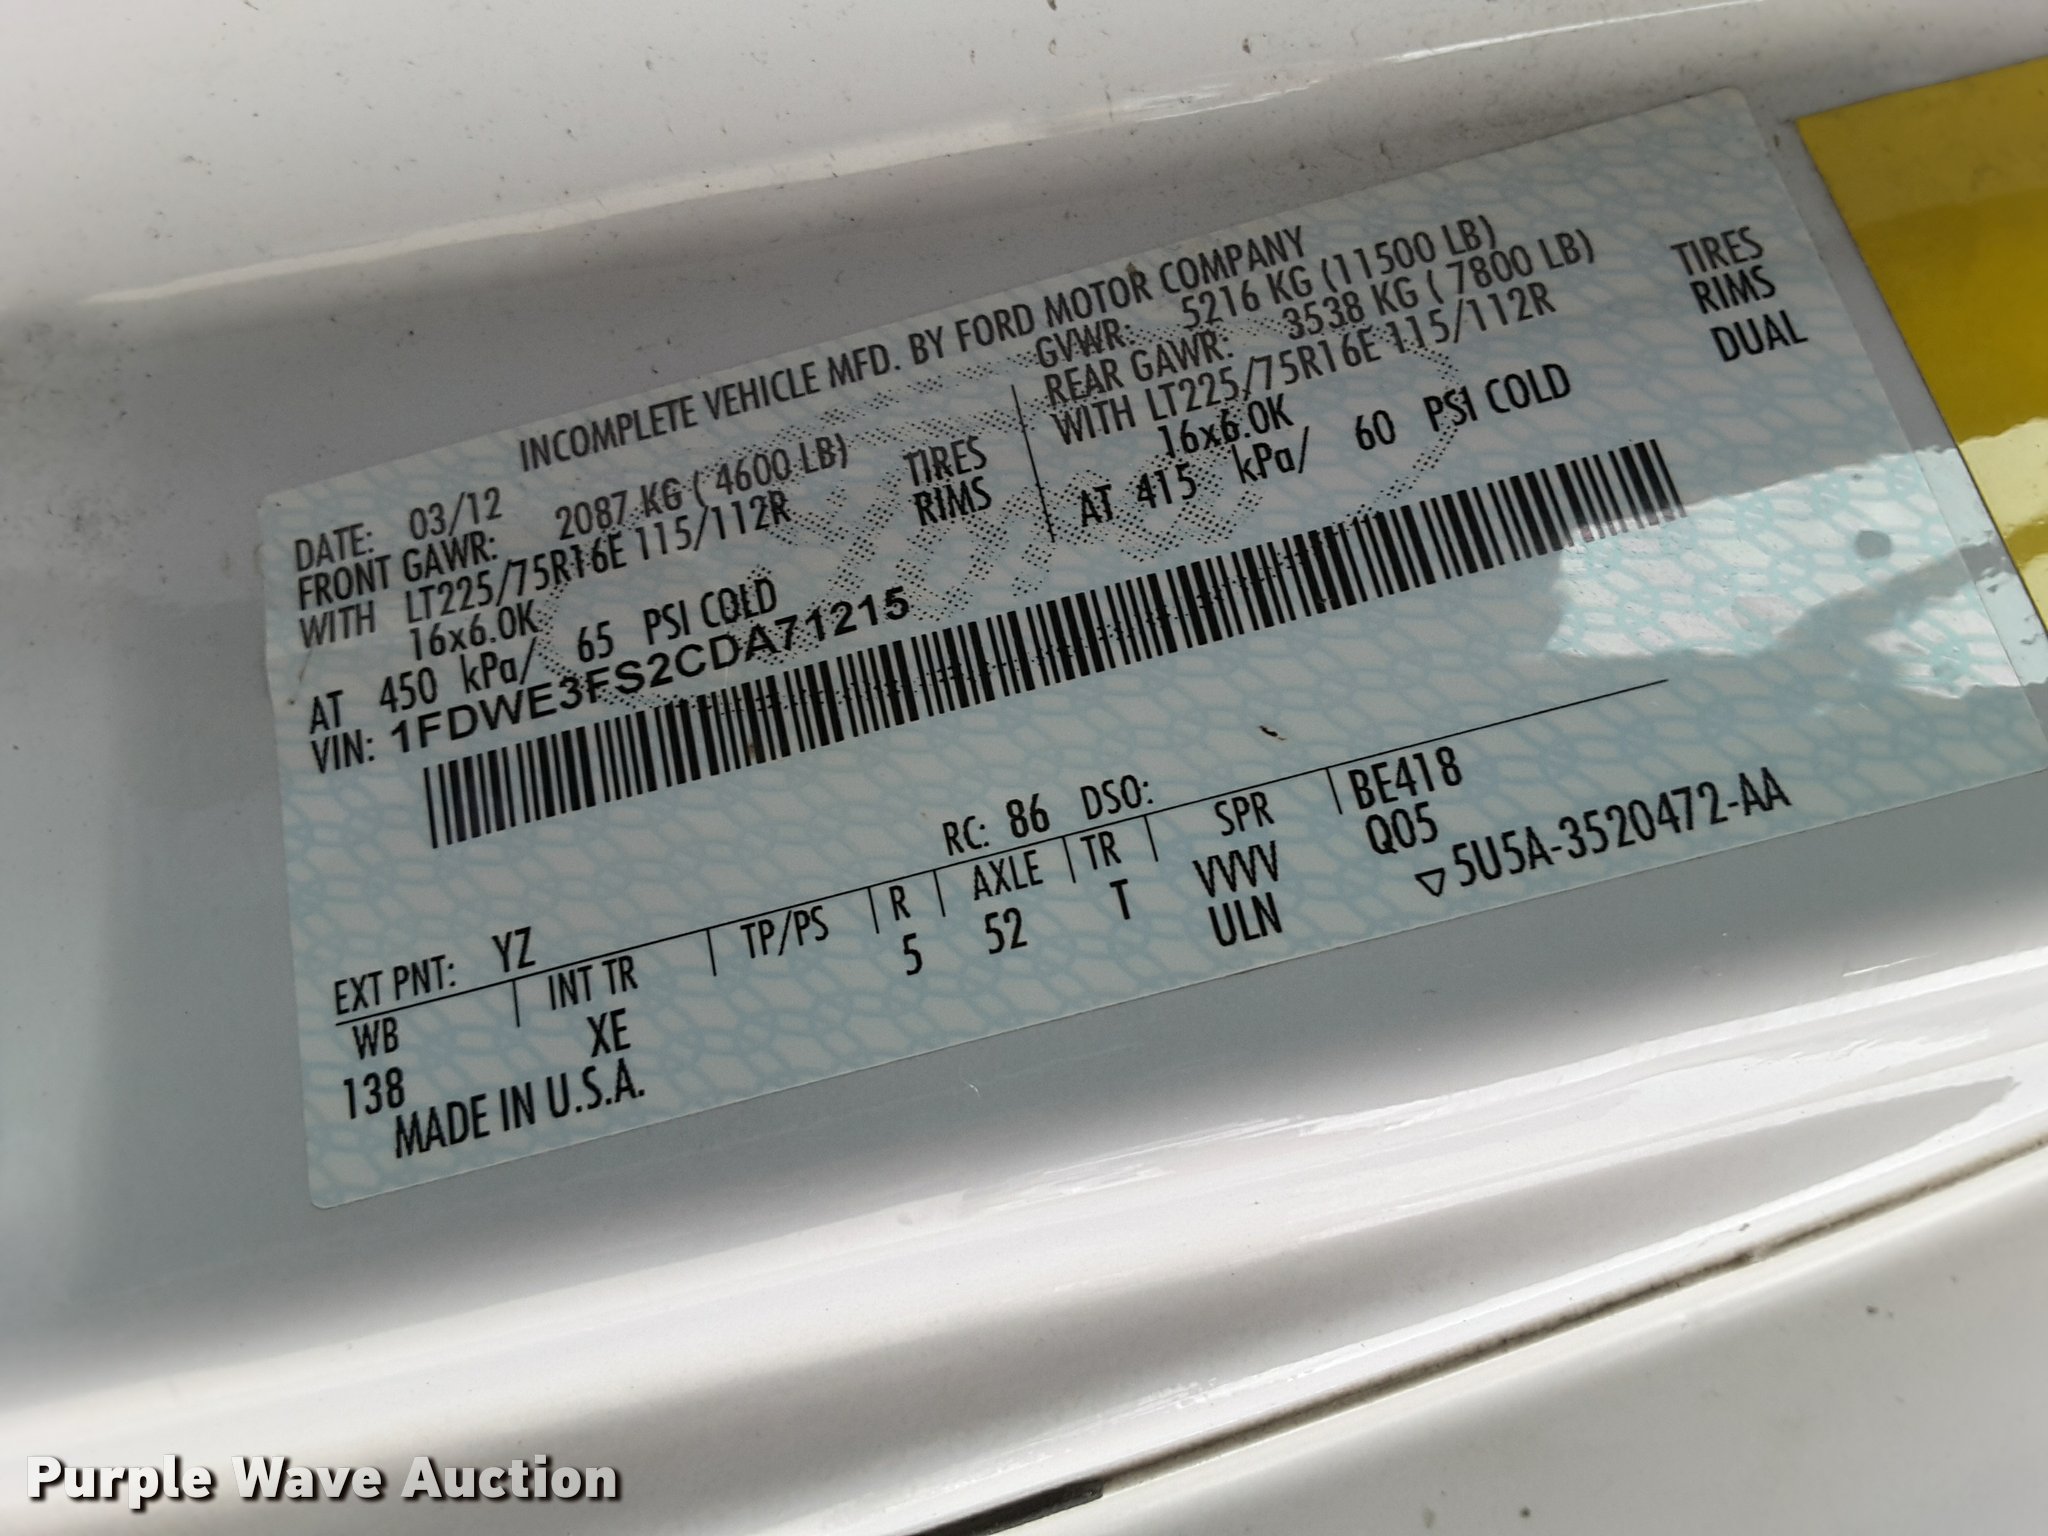 INCOMPLETE VEHICLE MFD. BY FORD MOTOR COMPANY
DATE: 03/12 GVWR: 5216 KG (11500 LB)
FRONT GAWR: 2087 KG ( 4600 LB) REAR GAWR: 3538 KG ( 7800 LB)
WITH LT225/75R16E 115/112R TIRES WITH LT225/75R16E 115/112R TIRES
16x6.0K RIMS 16x6.0K RIMS
AT 450 kPa/ 65 PSI COLD AT 415 kPa/ 60 PSI COLD DUAL
VIN: 1FDWE3FS2CDA71215
EXT PNT: YZ RC: 86 DSO:
WB INT TR TP/PS R AXLE TR SPR BE418
138 XE 5 52 T VVVV Q05
MADE IN U.S.A. ULN 5U5A-3520472-AA
Purple Wave Auction